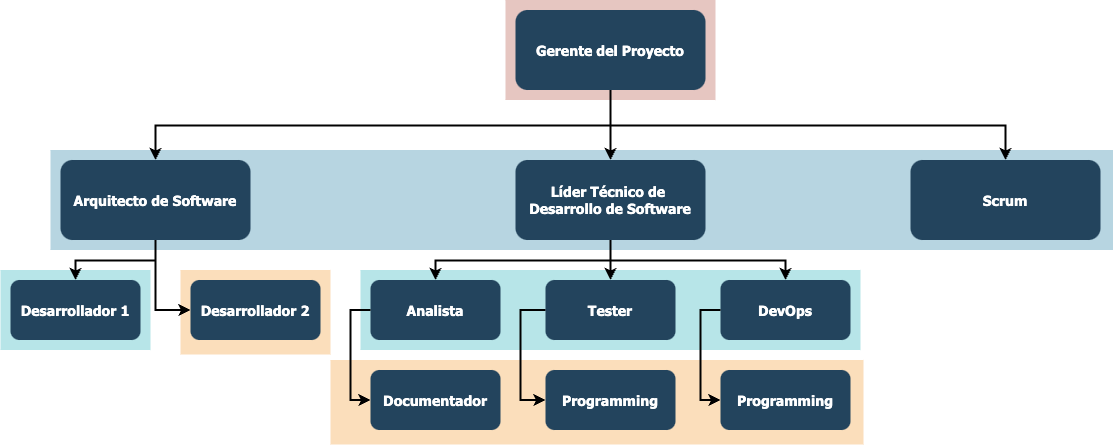 Gerente del Proyecto
Arquitecto de Software
Líder Técnico de
Desarrollo de Software
Scrum
Desarrollador 1
Desarrollador 2
Analista
Tester
DevOps
Documentador
Programming
Programming